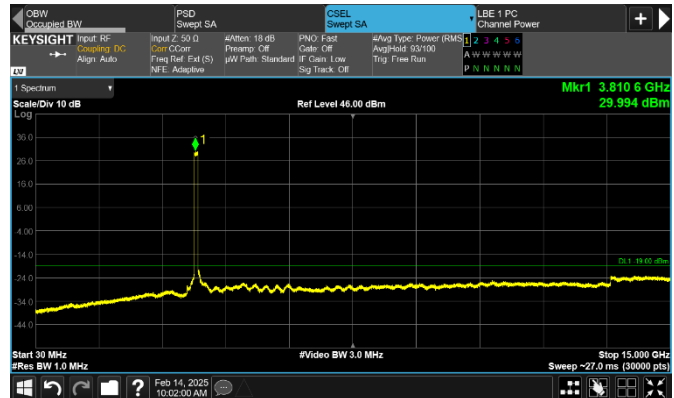 OBW
Occupied BW
PSD
Swept SA
CSEL
Swept SA
LBE 1 PC
Channel Power
KEYSIGHT
Input: RF
Coupling: DC
Align: Auto
Input Z: 50 Ω
Corr CCorr
Freq Ref: Ext (S)
NFE: Adaptive
#Atten: 18 dB
Preamp: Off
µW Path: Standard
PNO: Fast
Gate: Off
IF Gain: Low
Sig Track: Off
#Avg Type: Power (RMS
Avg|Hold: 93/100
Trig: Free Run
1 2 3 4 5 6
A W W W W W
P N N N N N
LXI
1 Spectrum
Mkr1 3.810 6 GHz
29.994 dBm
Scale/Div 10 dB
Ref Level 46.00 dBm
Log
1
36.0
26.0
16.0
6.00
-4.00
-14.0
-24.0
-34.0
-44.0
DL1 -19.00 dBm
Start 30 MHz
#Video BW 3.0 MHz
Stop 15.000 GHz
#Res BW 1.0 MHz
Sweep ~27.0 ms (30000 pts)
Feb 14, 2025
10:02:00 AM